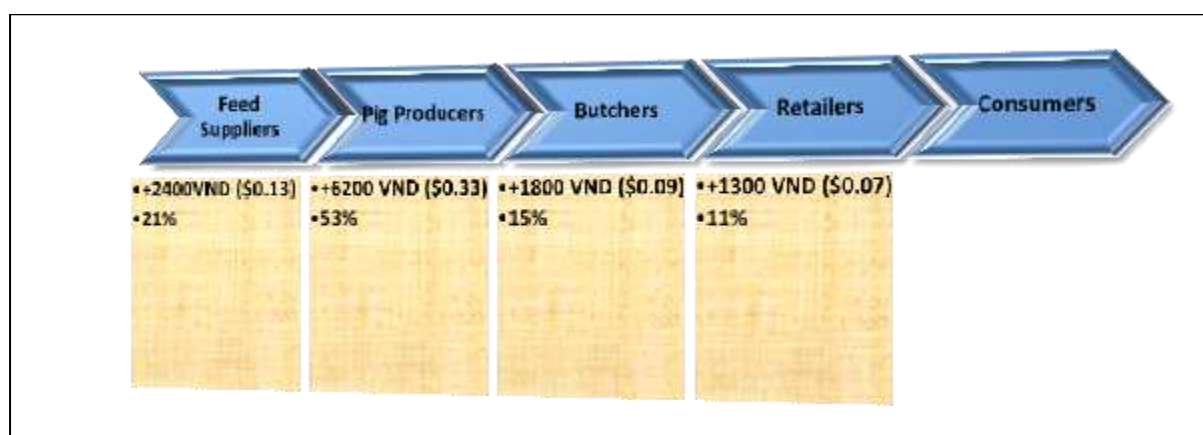 Feed
Suppliers
Pig Producers
Butchers
Retailers
Consumers
•+2400VND ($0.13)
•21%
•+6200 VND ($0.33)
•53%
•+1800 VND ($0.09)
•15%
•+1300 VND ($0.07)
•11%